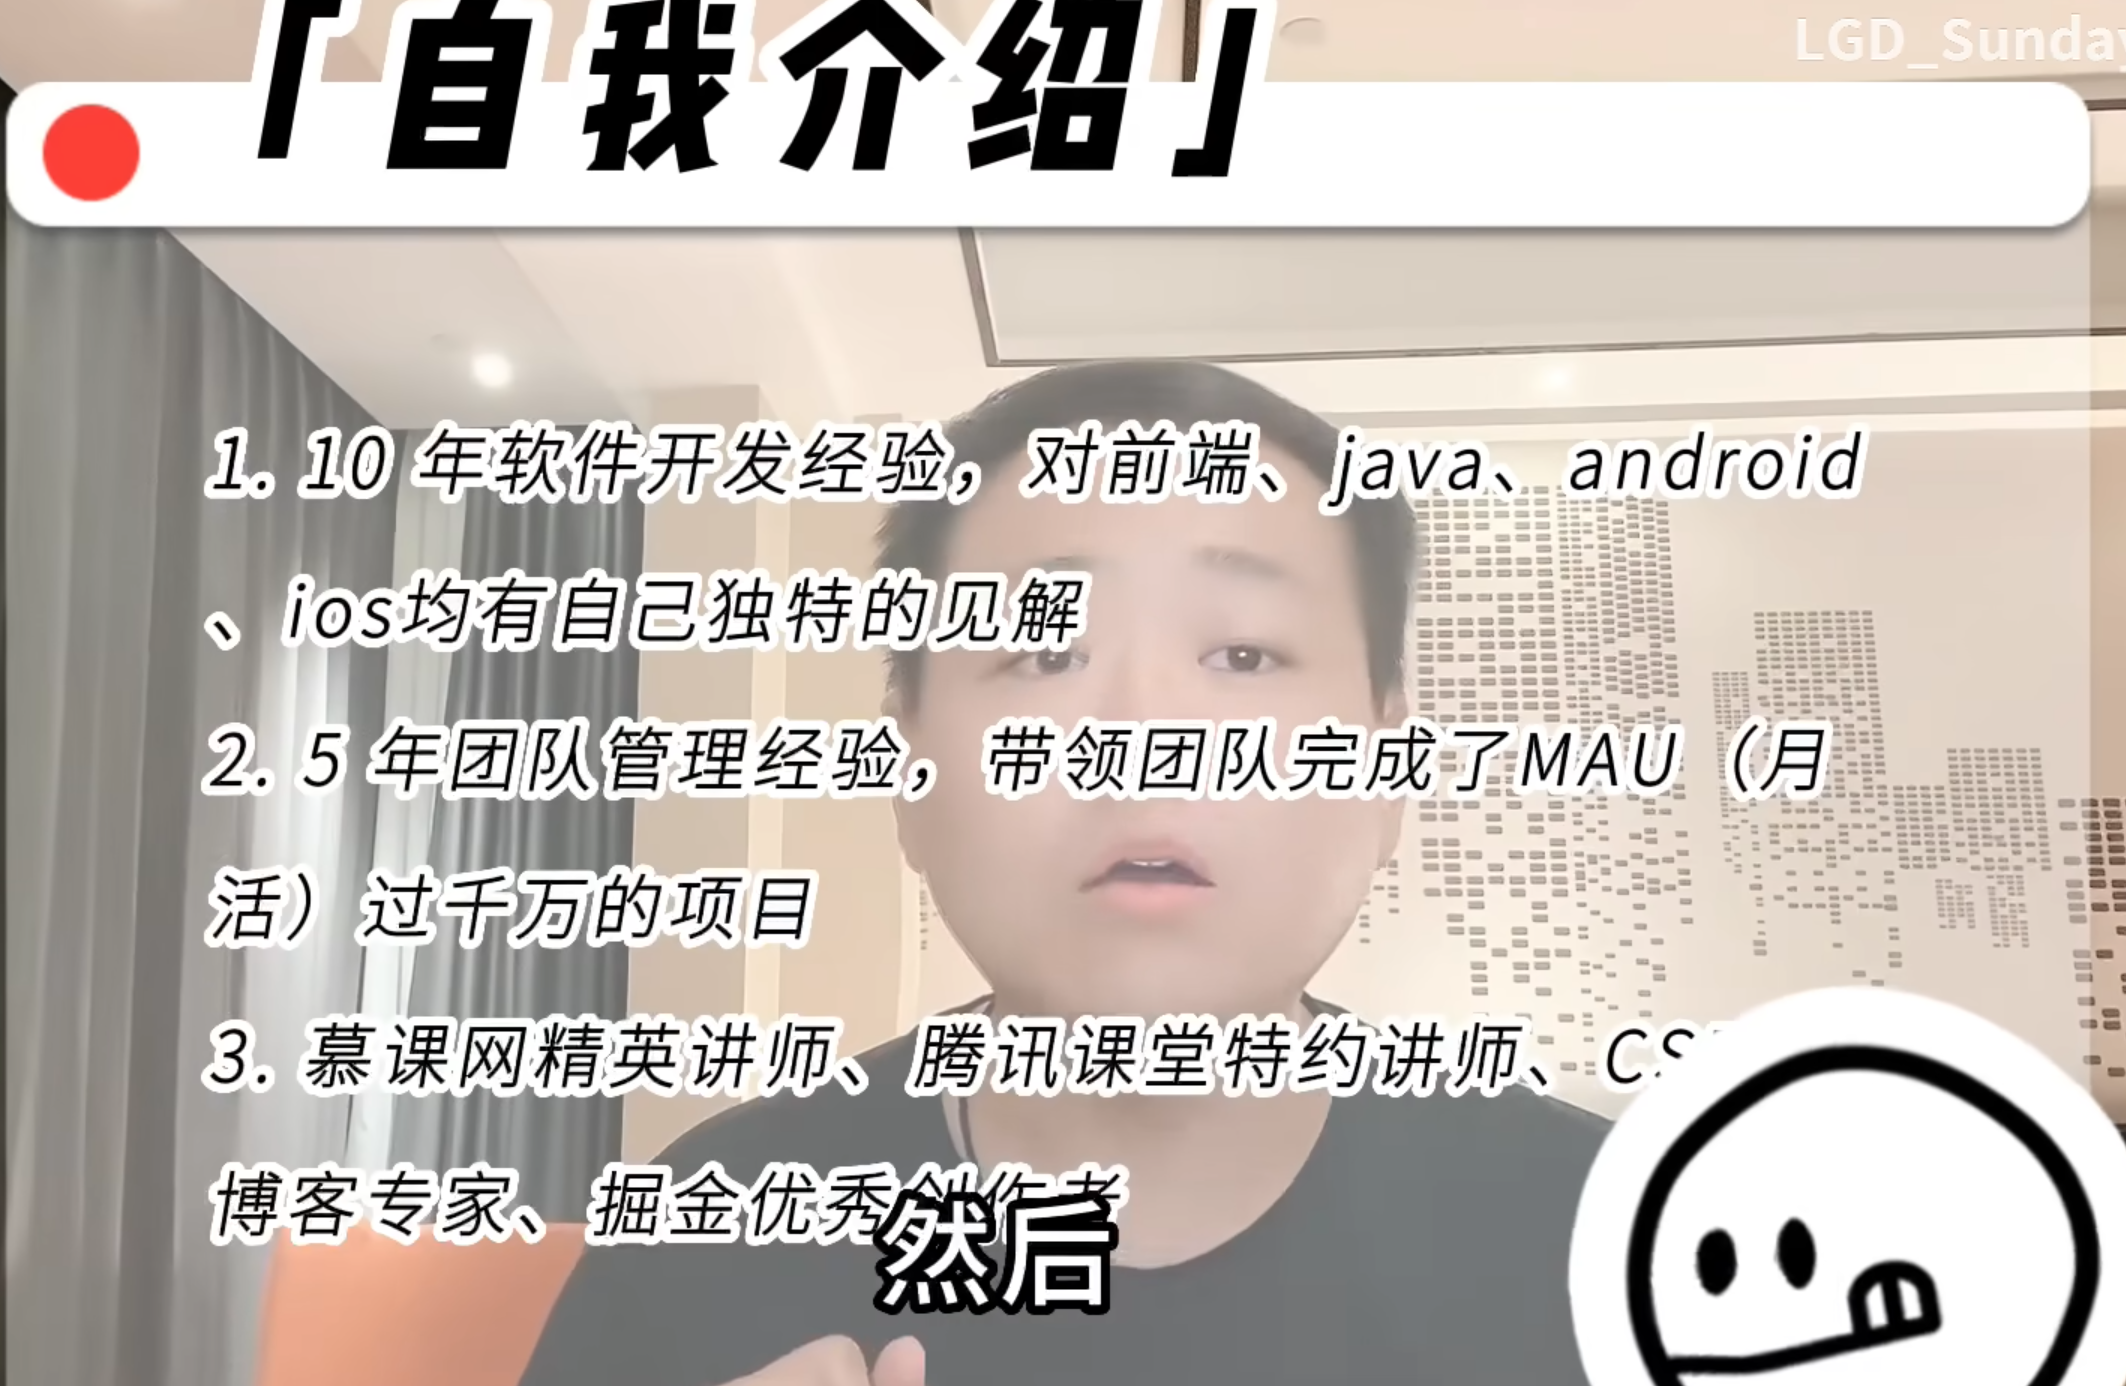 「自我介绍」
LGD_Sunday
1. 10 年软件开发经验，对前端、java、android
、ios均有自己独特的见解
2. 5 年团队管理经验，带领团队完成了MAU（月
活）过千万的项目
3. 慕课网精英讲师、腾讯课堂特约讲师、CS
博客专家、掘金优秀创作者
然后